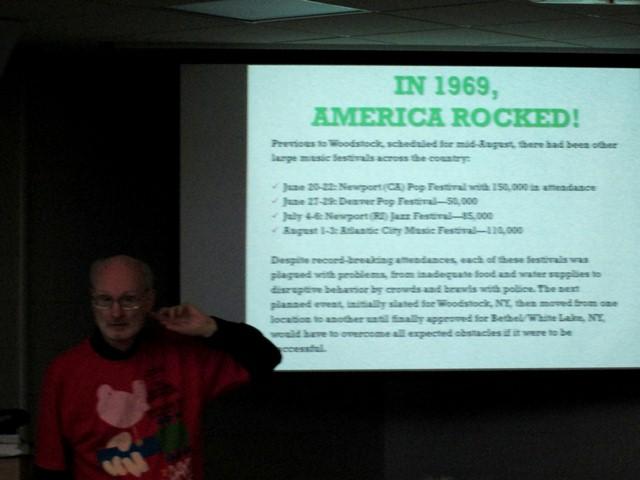 IN 1969,
AMERICA ROCKED!
Previous to Woodstock, scheduled for mid-August, there had been other
large music festivals across the country:
✓ June 20-22: Newport (CA) Pop Festival with 150,000 in attendance
✓ June 27-29: Denver Pop Festival—50,000
✓ July 4-6: Newport (RI) Jazz Festival—85,000
✓ August 1-3: Atlantic City Music Festival—110,000
Despite record-breaking attendances, each of these festivals was
plagued with problems, from inadequate food and water supplies to
disruptive behavior by crowds and brawls with police. The next
planned event, initially slated for Woodstock, NY, then moved from one
location to another until finally approved for Bethel/White Lake, NY,
would have to overcome all expected obstacles if it were to be
successful.